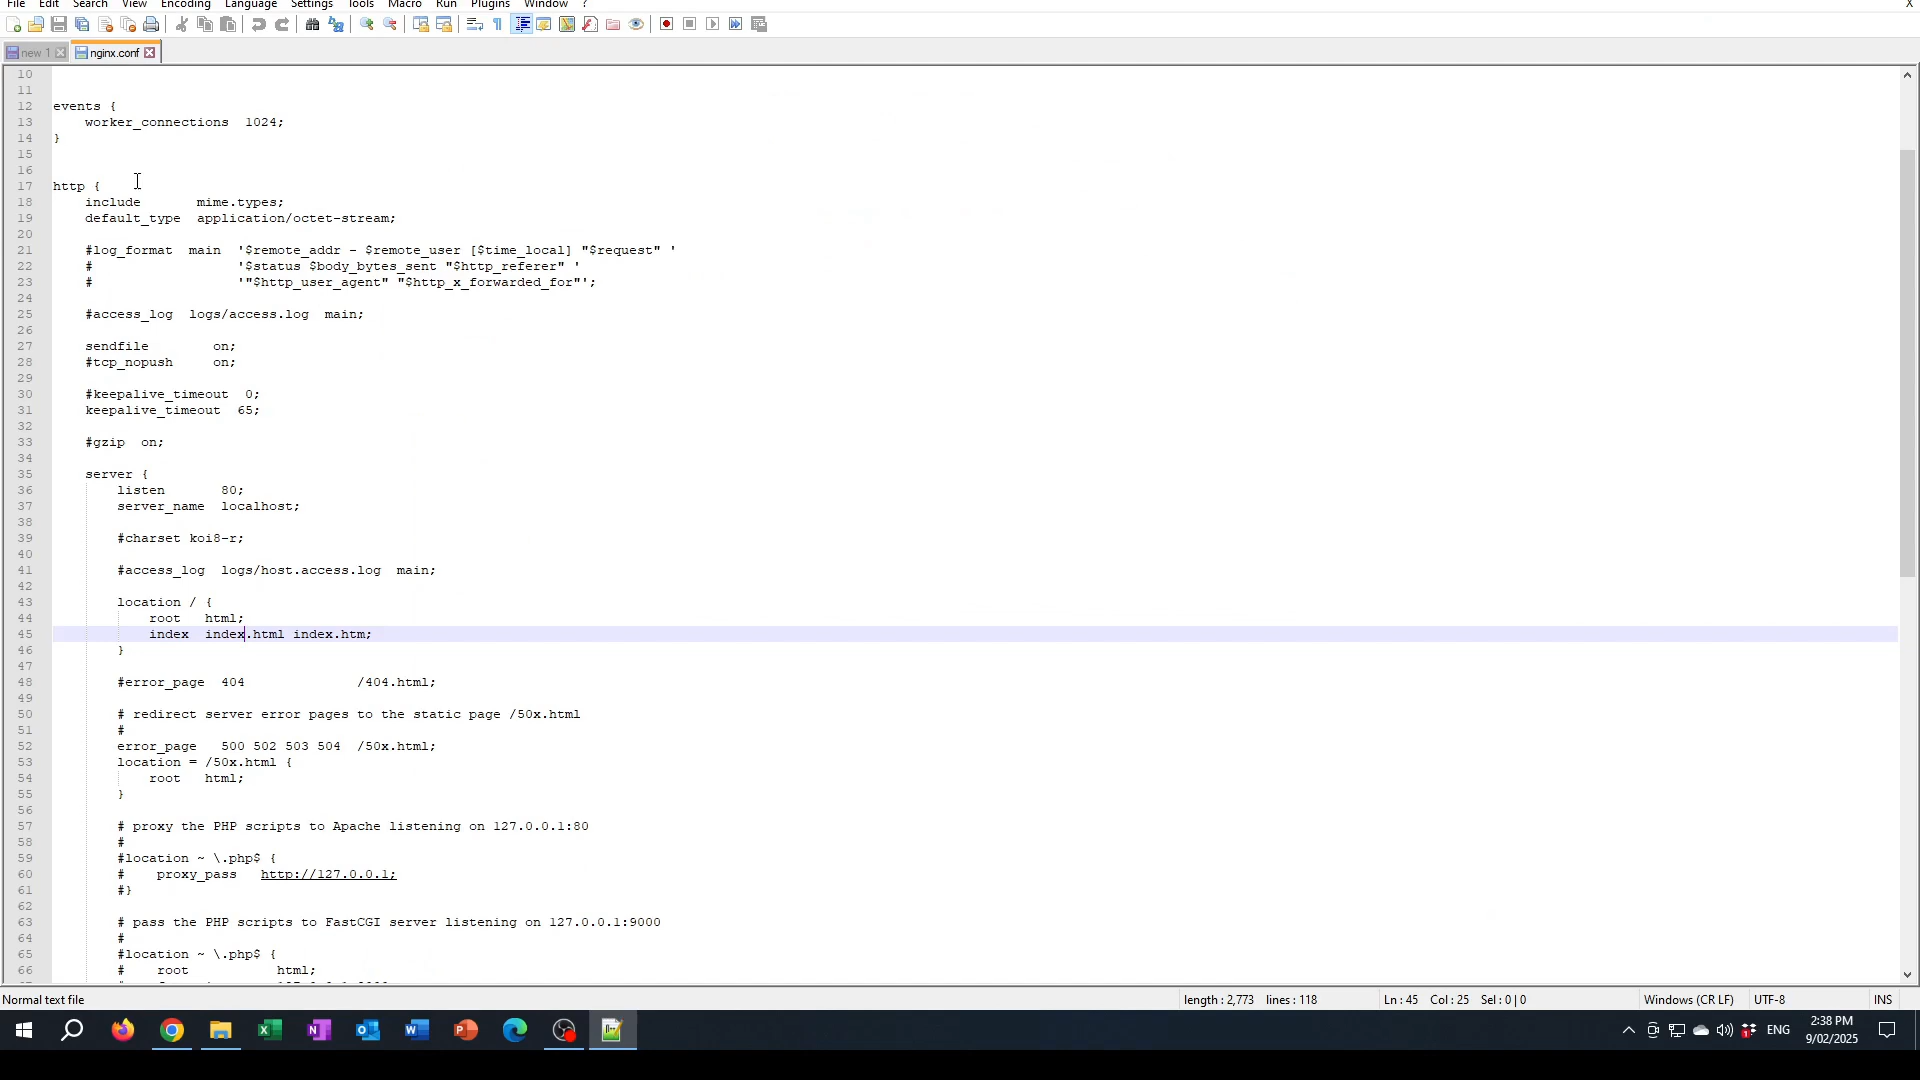 File Edit Search View Encoding Language Settings Tools Macro Run Plugins Window ? X
new 1 nginx.conf
10
11
12 events {
13     worker_connections  1024;
14 }
15
16
17 http {
18     include       mime.types;
19     default_type  application/octet-stream;
20
21     #log_format  main  '$remote_addr - $remote_user [$time_local] "$request" '
22     #                  '$status $body_bytes_sent "$http_referer" '
23     #                  '"$http_user_agent" "$http_x_forwarded_for"';
24
25     #access_log  logs/access.log  main;
26
27     sendfile        on;
28     #tcp_nopush     on;
29
30     #keepalive_timeout  0;
31     keepalive_timeout  65;
32
33     #gzip  on;
34
35     server {
36         listen       80;
37         server_name  localhost;
38
39         #charset koi8-r;
40
41         #access_log  logs/host.access.log  main;
42
43         location / {
44             root   html;
45             index  index.html index.htm;
46         }
47
48         #error_page  404              /404.html;
49
50         # redirect server error pages to the static page /50x.html
51         #
52         error_page   500 502 503 504  /50x.html;
53         location = /50x.html {
54             root   html;
55         }
56
57         # proxy the PHP scripts to Apache listening on 127.0.0.1:80
58         #
59         #location ~ \.php$ {
60         #    proxy_pass   http://127.0.0.1;
61         #}
62
63         # pass the PHP scripts to FastCGI server listening on 127.0.0.1:9000
64         #
65         #location ~ \.php$ {
66         #    root           html;
Normal text file length : 2,773 lines : 118 Ln : 45 Col : 25 Sel : 0 | 0 Windows (CR LF) UTF-8 INS
ENG 2:38 PM
9/02/2025